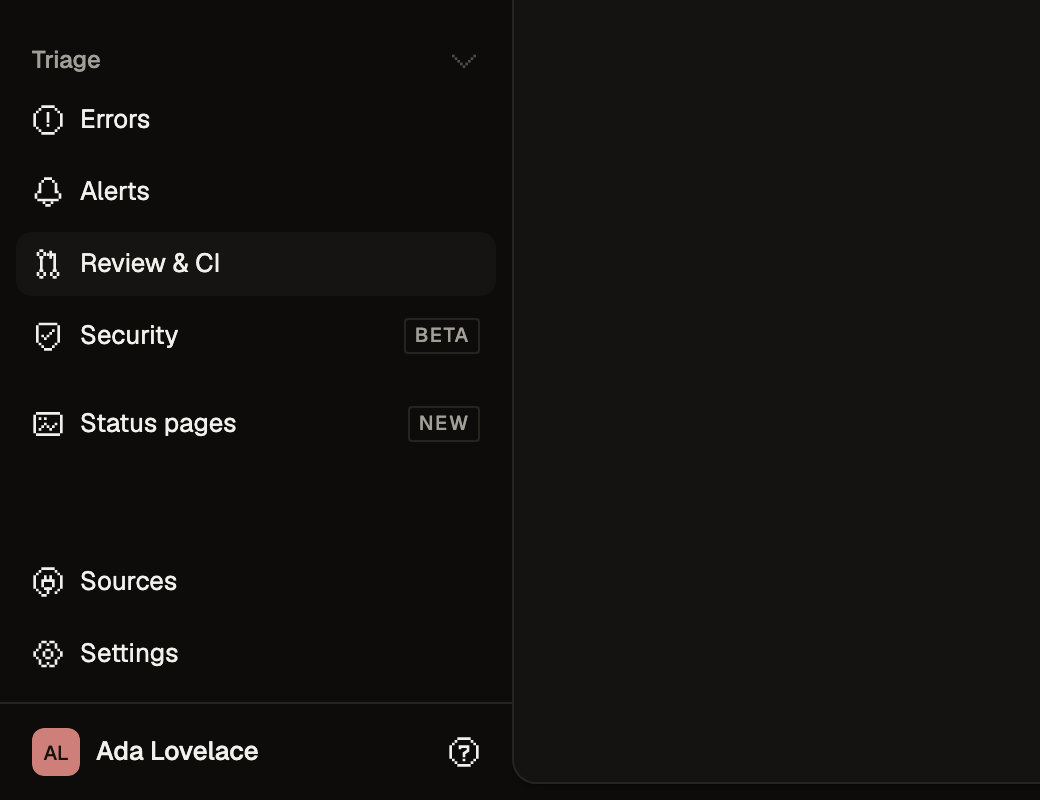 Triage
Errors
Alerts
Review & CI
Security BETA
Status pages NEW
Sources
Settings
AL Ada Lovelace ?